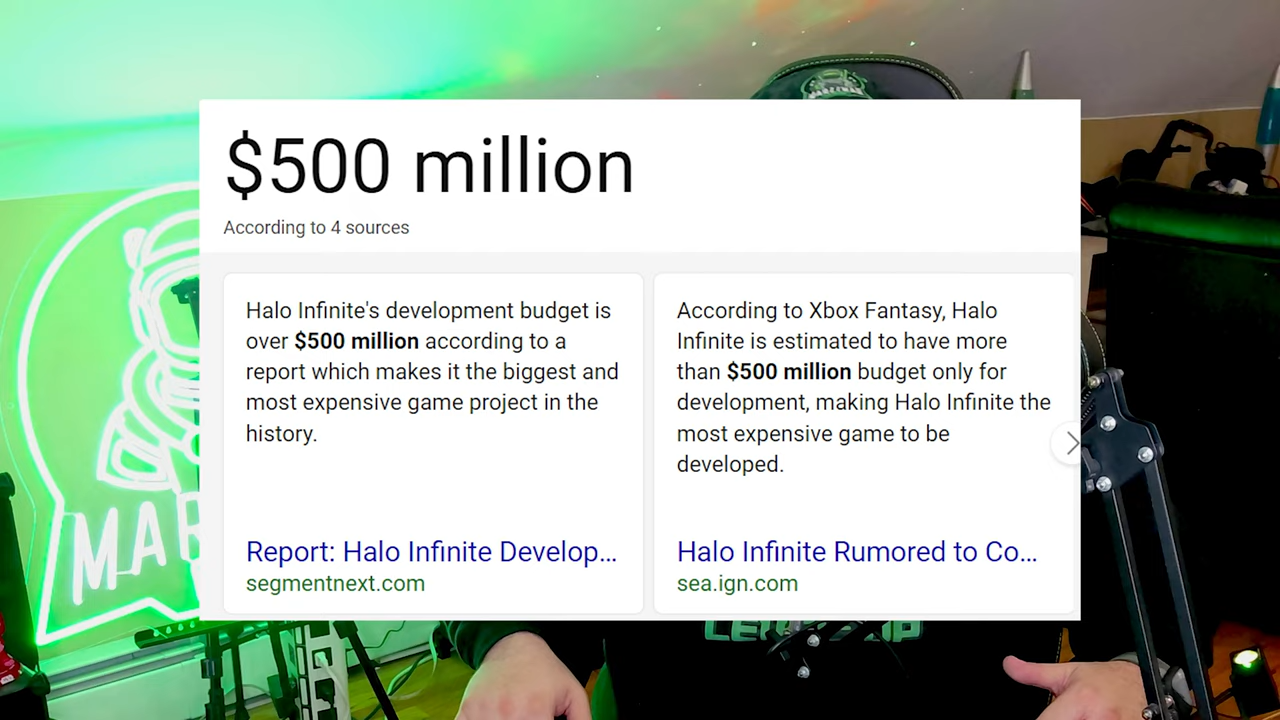 $500 million
According to 4 sources
Halo Infinite's development budget is
over $500 million according to a
report which makes it the biggest and
most expensive game project in the
history.
Report: Halo Infinite Develop...
segmentnext.com
According to Xbox Fantasy, Halo
Infinite is estimated to have more
than $500 million budget only for
development, making Halo Infinite the
most expensive game to be
developed.
Halo Infinite Rumored to Co...
sea.ign.com